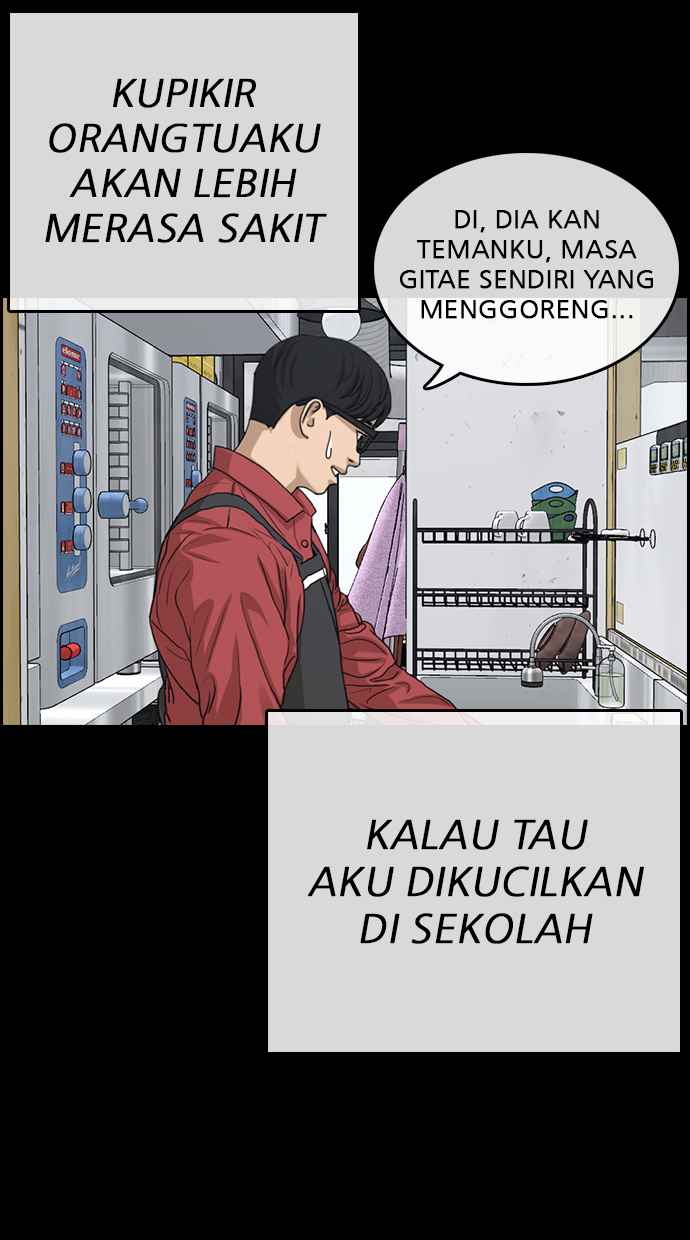 KUPIKIR
ORANGTUAKU
AKAN LEBIH
MERASA SAKIT
DI, DIA KAN
TEMANKU, MASA
GITAE SENDIRI YANG
MENGGORENG...
KALAU TAU
AKU DIKUCILKAN
DI SEKOLAH